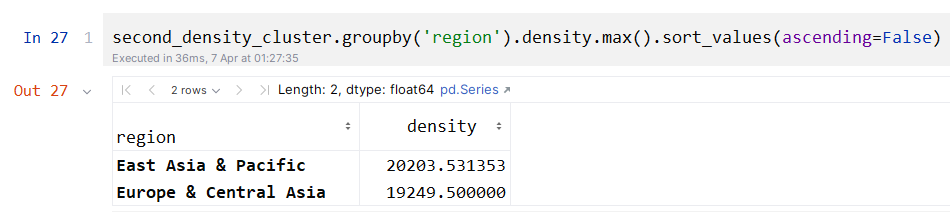 In 27 1 second_density_cluster.groupby('region').density.max().sort_values(ascending=False)
Executed in 36ms, 7 Apr at 01:27:35
Out 27 2 rows Length: 2, dtype: float64 pd.Series
region density
East Asia & Pacific 20203.531353
Europe & Central Asia 19249.500000